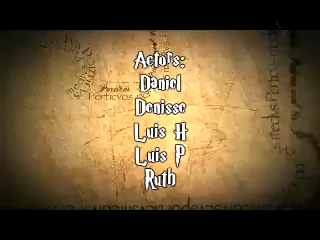 Actors:
Daniel
Denisse
Luis H
Luis P
Ruth